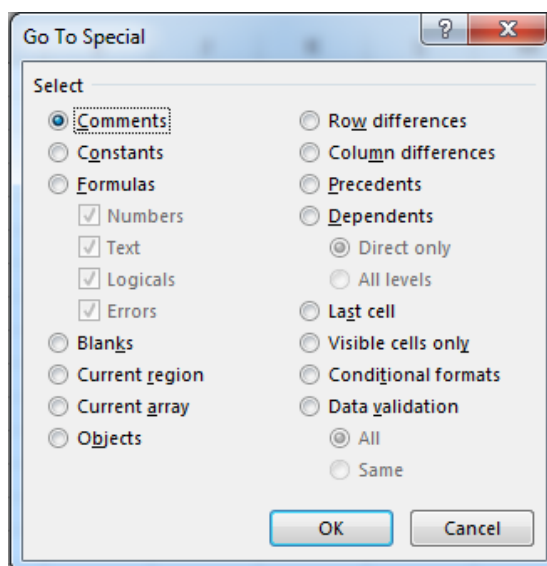 Go To Special
?
X
Select
Comments
Constants
Formulas
Numbers
Text
Logicals
Errors
Blanks
Current region
Current array
Objects
Row differences
Column differences
Precedents
Dependents
Direct only
All levels
Last cell
Visible cells only
Conditional formats
Data validation
All
Same
OK
Cancel